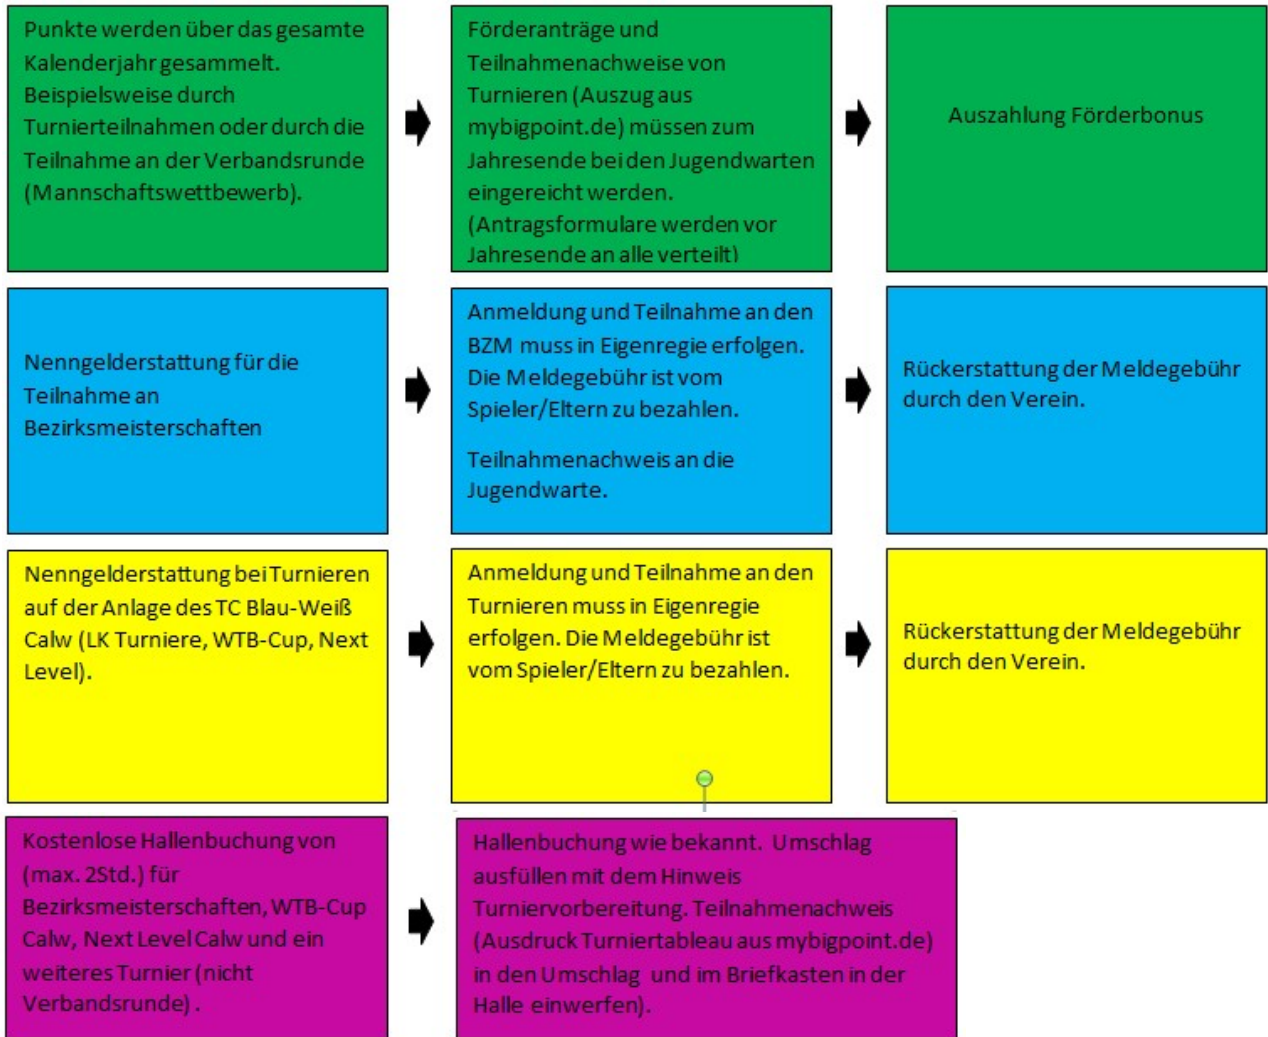 Punkte werden über das gesamte
Kalenderjahr gesammelt.
Beispielsweise durch
Turnierteilnahmen oder durch die
Teilnahme an der Verbandsrunde
(Mannschaftswettbewerb).
Förderanträge und
Teilnahmenachweise von
Turnieren (Auszug aus
mybigpoint.de) müssen zum
Jahresende bei den Jugendwarten
eingereicht werden.
(Antragsformulare werden vor
Jahresende an alle verteilt)
Auszahlung Förderbonus
Nenngelderstattung für die
Teilnahme an
Bezirksmeisterschaften
Anmeldung und Teilnahme an den
BZM muss in Eigenregie erfolgen.
Die Meldegebühr ist vom
Spieler/Eltern zu bezahlen.
Teilnahmenachweis an die
Jugendwarte.
Rückerstattung der Meldegebühr
durch den Verein.
Nenngelderstattung bei Turnieren
auf der Anlage des TC Blau-Weiß
Calw (LK Turniere, WTB-Cup, Next
Level).
Anmeldung und Teilnahme an den
Turnieren muss in Eigenregie
erfolgen. Die Meldegebühr ist
vom Spieler/Eltern zu bezahlen.
Rückerstattung der Meldegebühr
durch den Verein.
Kostenlose Hallenbuchung von
(max. 2Std.) für
Bezirksmeisterschaften, WTB-Cup
Calw, Next Level Calw und ein
weiteres Turnier (nicht
Verbandsrunde) .
Hallenbuchung wie bekannt. Umschlag
ausfüllen mit dem Hinweis
Turniervorbereitung. Teilnahmenachweis
(Ausdruck Turniertableau aus mybigpoint.de)
in den Umschlag und im Briefkasten in der
Halle einwerfen).